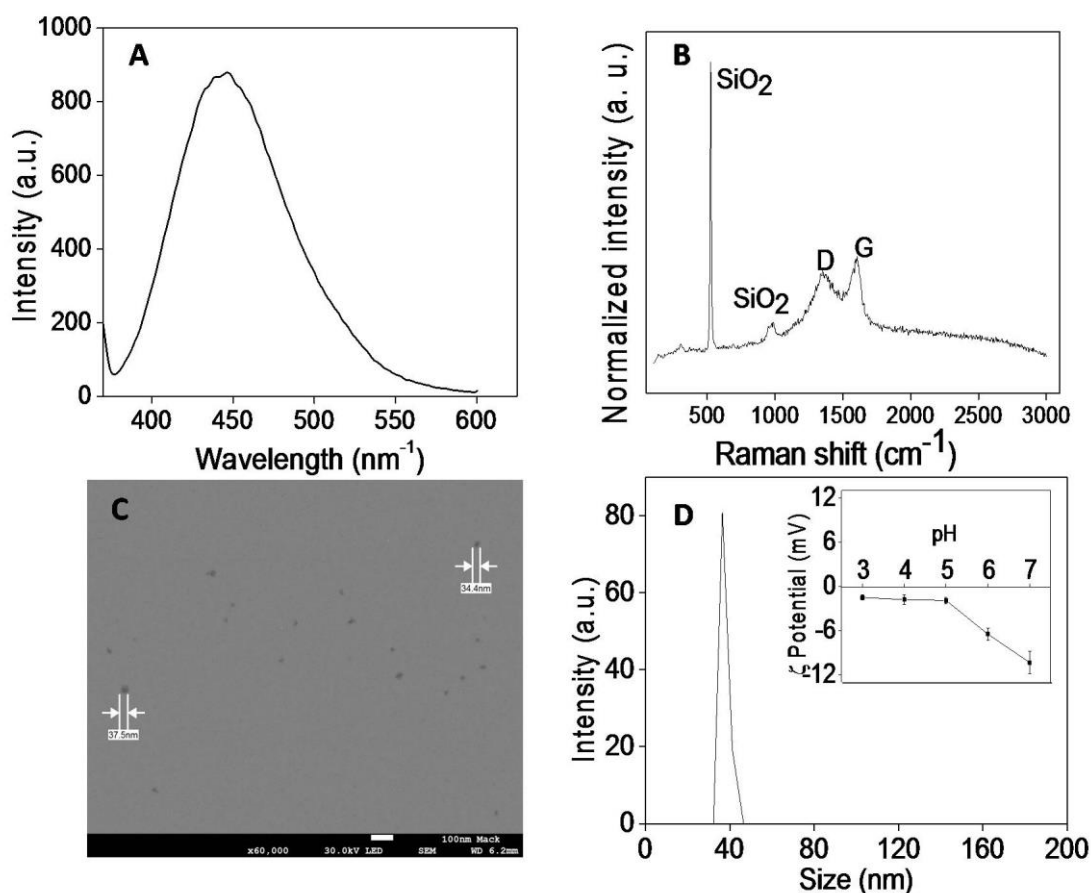 A
1000
800
600
400
200
0
Intensity (a.u.)
400 450 500 550 600
Wavelength (nm⁻¹)
B
SiO₂
SiO₂
D
G
Normalized intensity (a. u.)
500 1000 1500 2000 2500 3000
Raman shift (cm⁻¹)
C
34.4nm
37.5nm
100nm Mack
x60,000 30.0kV LED SEM WD 6.2mm
D
80
60
40
20
0
Intensity (a.u.)
0 40 80 120 160 200
Size (nm)
12
6
0
-6
-12
ζ Potential (mV)
pH
3 4 5 6 7